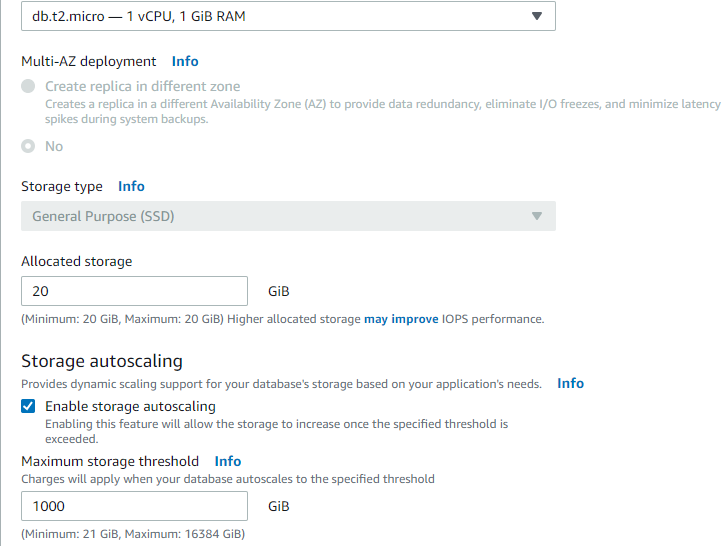 db.t2.micro — 1 vCPU, 1 GiB RAM
Multi-AZ deployment Info
Create replica in different zone
Creates a replica in a different Availability Zone (AZ) to provide data redundancy, eliminate I/O freezes, and minimize latency
spikes during system backups.
No
Storage type Info
General Purpose (SSD)
Allocated storage
20 GiB
(Minimum: 20 GiB, Maximum: 20 GiB) Higher allocated storage may improve IOPS performance.
Storage autoscaling
Provides dynamic scaling support for your database's storage based on your application's needs. Info
Enable storage autoscaling
Enabling this feature will allow the storage to increase once the specified threshold is
exceeded.
Maximum storage threshold Info
Charges will apply when your database autoscales to the specified threshold
1000 GiB
(Minimum: 21 GiB, Maximum: 16384 GiB)